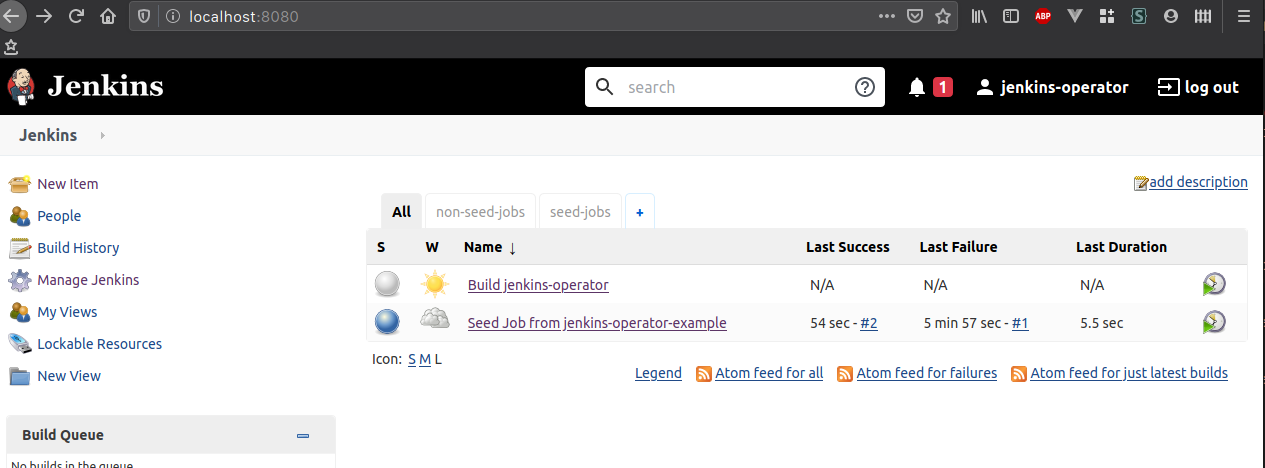 localhost:8080
ABP
Jenkins
search
1
jenkins-operator
log out
Jenkins
New Item
People
Build History
Manage Jenkins
My Views
Lockable Resources
New View
Build Queue
No builds in the queue
add description
All non-seed-jobs seed-jobs +
S W Name ↓ Last Success Last Failure Last Duration
Build jenkins-operator N/A N/A N/A
Seed Job from jenkins-operator-example 54 sec - #2 5 min 57 sec - #1 5.5 sec
Icon: S M L
Legend Atom feed for all Atom feed for failures Atom feed for just latest builds